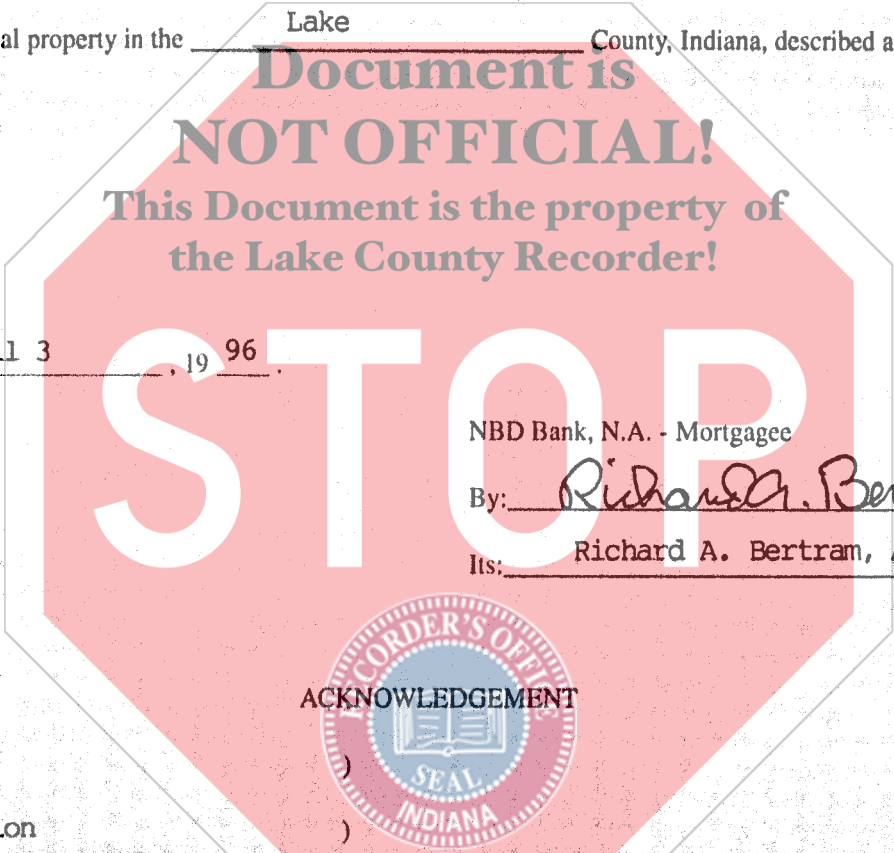 al property in the Lake County, Indiana, described a
Document is
NOT OFFICIAL!
This Document is the property of
the Lake County Recorder!
l 3 , 19 96 .
STOP
NBD Bank, N.A. - Mortgagee
By: Richard A. Ber
Its: Richard A. Bertram,
RECORDER'S OFFICE
ACKNOWLEDGEMENT
)
SEAL
INDIANA
on )